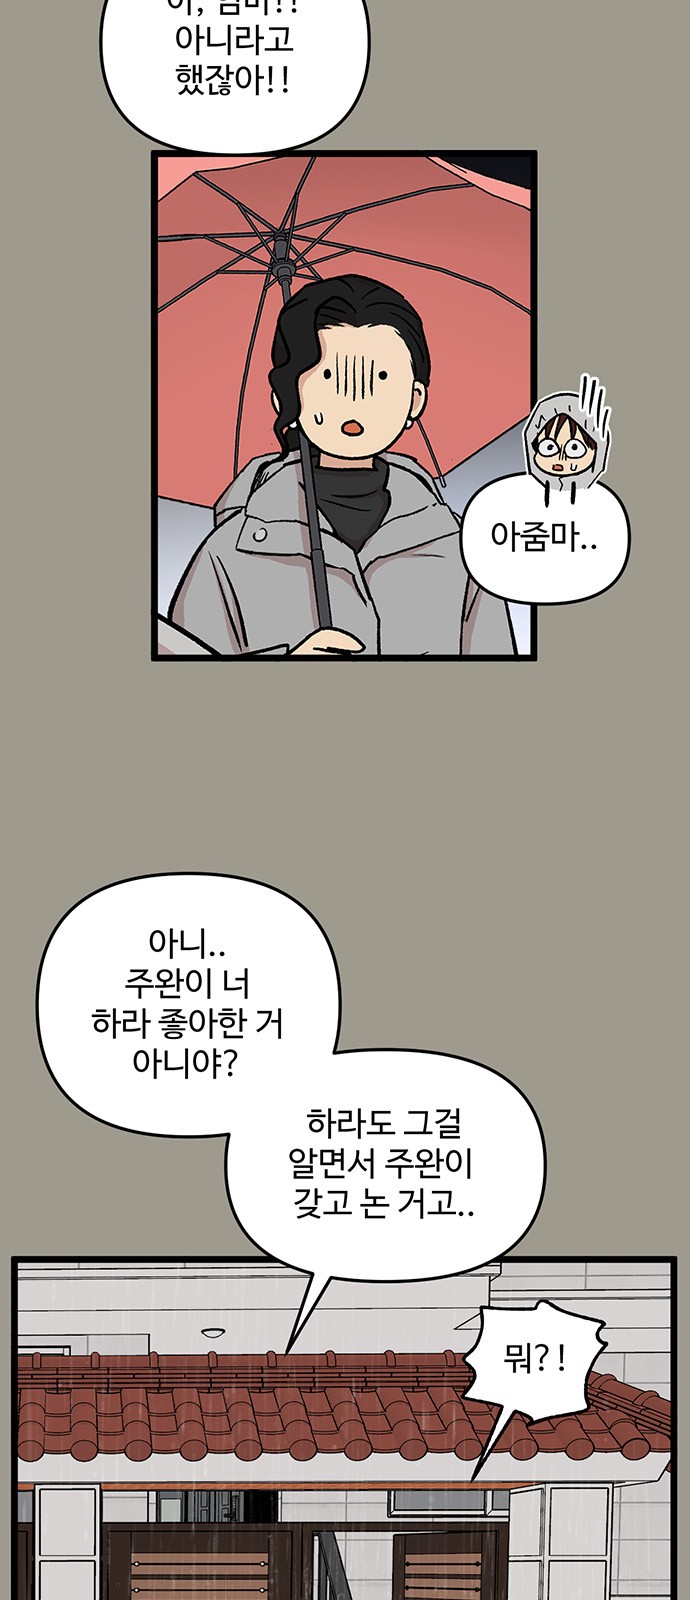 아니라고
했잖아!!
아줌마..
아니..
주완이 너
하라 좋아한 거
아니야?
하라도 그걸
알면서 주완이
갖고 논 거고..
뭐?!